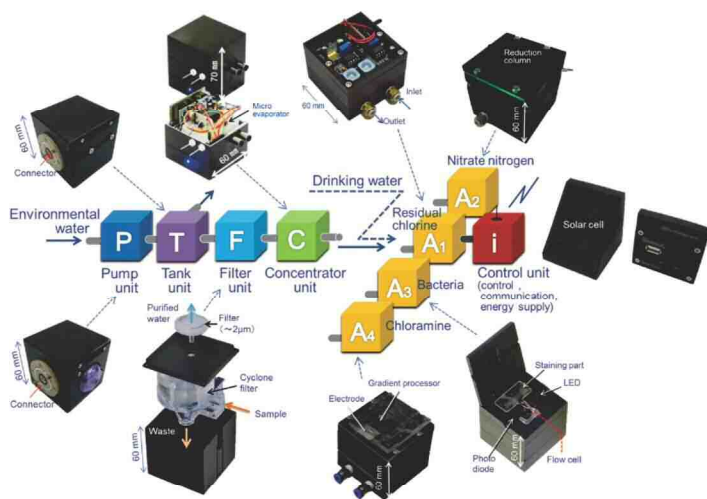 70 mm
Micro
evaporator
60 mm
60 mm
Inlet
Outlet
Reduction
column
60 mm
60 mm
Connector
Nitrate nitrogen
Drinking water
Environmental
water
Residual
chlorine
P
T
F
C
A1
A2
A3
A4
i
Pump
unit
Tank
unit
Filter
unit
Concentrator
unit
Control unit
(control ,
communication,
energy supply)
Bacteria
Chloramine
Solar cell
Purified
water
Filter
(~2μm)
60 mm
Connector
Cyclone
filter
Sample
Waste
60 mm
Gradient processor
Electrode
60 mm
Staining part
LED
60 mm
Photo
diode
Flow cell